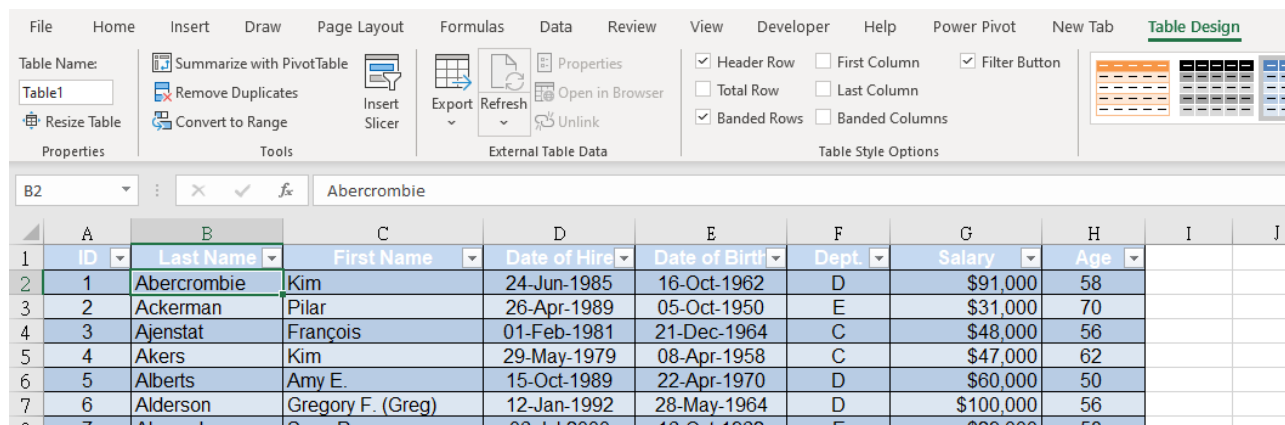 File Home Insert Draw Page Layout Formulas Data Review View Developer Help Power Pivot New Tab Table Design
Table Name:
Table1
Resize Table
Properties
Summarize with PivotTable
Remove Duplicates
Convert to Range
Insert
Slicer
Tools
Export
Refresh
Properties
Open in Browser
Unlink
External Table Data
Header Row First Column Filter Button
Total Row Last Column
Banded Rows Banded Columns
Table Style Options
B2 fx Abercrombie
A B C D E F G H I J
1 ID Last Name First Name Date of Hire Date of Birth Dept. Salary Age
2 1 Abercrombie Kim 24-Jun-1985 16-Oct-1962 D $91,000 58
3 2 Ackerman Pilar 26-Apr-1989 05-Oct-1950 E $31,000 70
4 3 Ajenstat François 01-Feb-1981 21-Dec-1964 C $48,000 56
5 4 Akers Kim 29-May-1979 08-Apr-1958 C $47,000 62
6 5 Alberts Amy E. 15-Oct-1989 22-Apr-1970 D $60,000 50
7 6 Alderson Gregory F. (Greg) 12-Jan-1992 28-May-1964 D $100,000 56